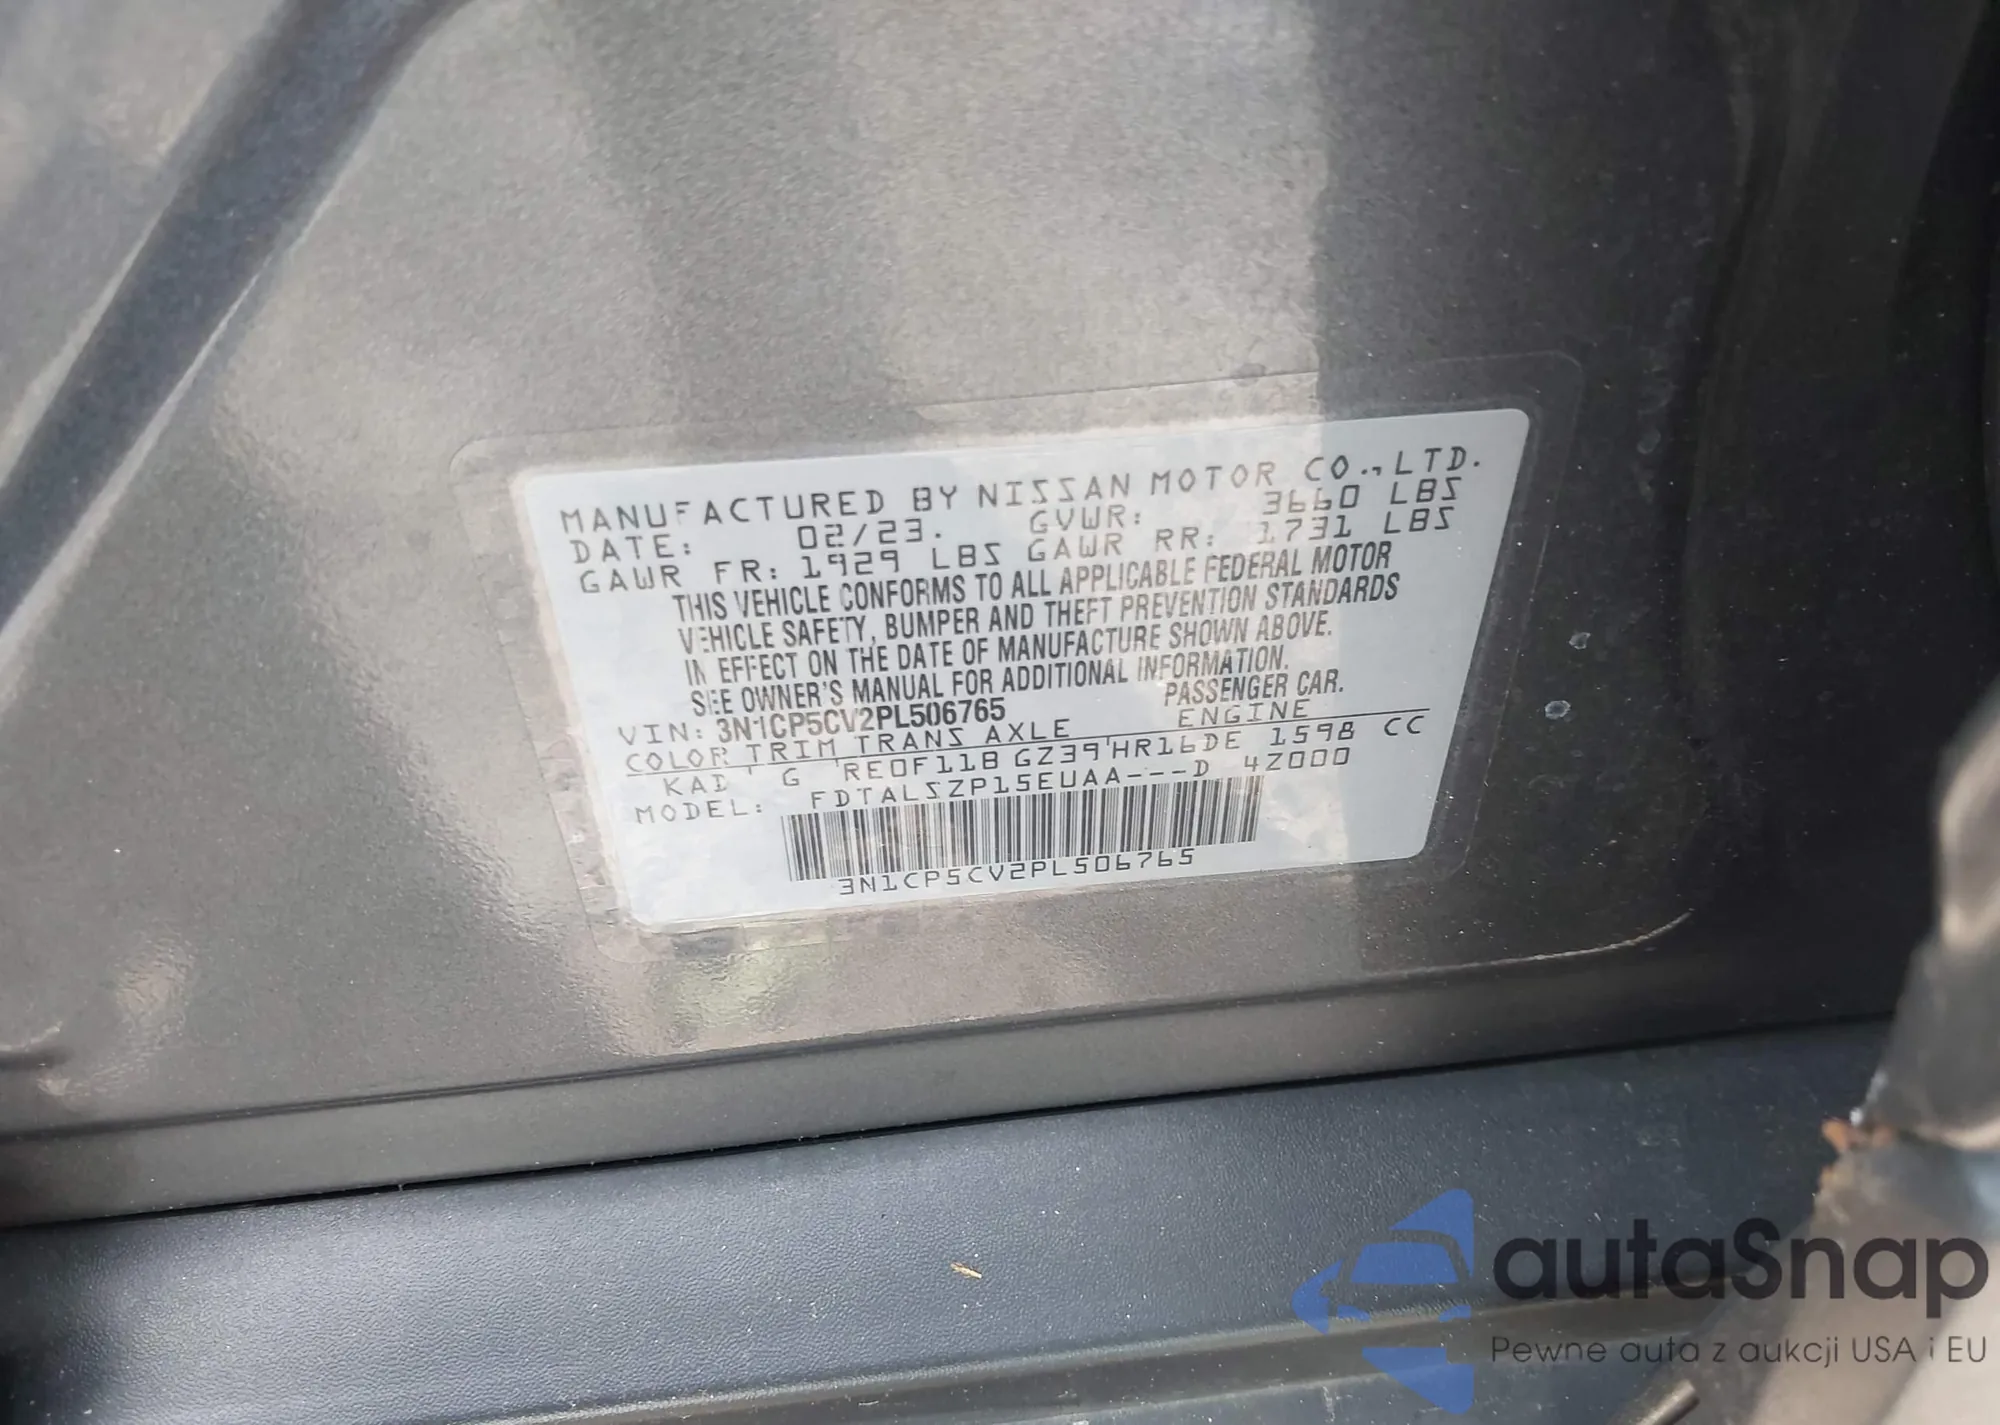 MANUFACTURED BY NISSAN MOTOR CO.,LTD.
DATE: 02/23. GVWR: 3660 LBS
GAWR FR: 1929 LBS GAWR RR: 1731 LBS
THIS VEHICLE CONFORMS TO ALL APPLICABLE FEDERAL MOTOR
VEHICLE SAFETY, BUMPER AND THEFT PREVENTION STANDARDS
IN EFFECT ON THE DATE OF MANUFACTURE SHOWN ABOVE.
SEE OWNER'S MANUAL FOR ADDITIONAL INFORMATION.
VIN: 3N1CP5CV2PL506765 PASSENGER CAR.
COLOR TRIM TRANS AXLE ENGINE
KAD G RE0F11B GZ39 HR16DE 1598 CC
MODEL: FDTALSZP15EUAA---D 4Z000
3N1CP5CV2PL506765
autaSnap
Pewne auta z aukcji USA i EU